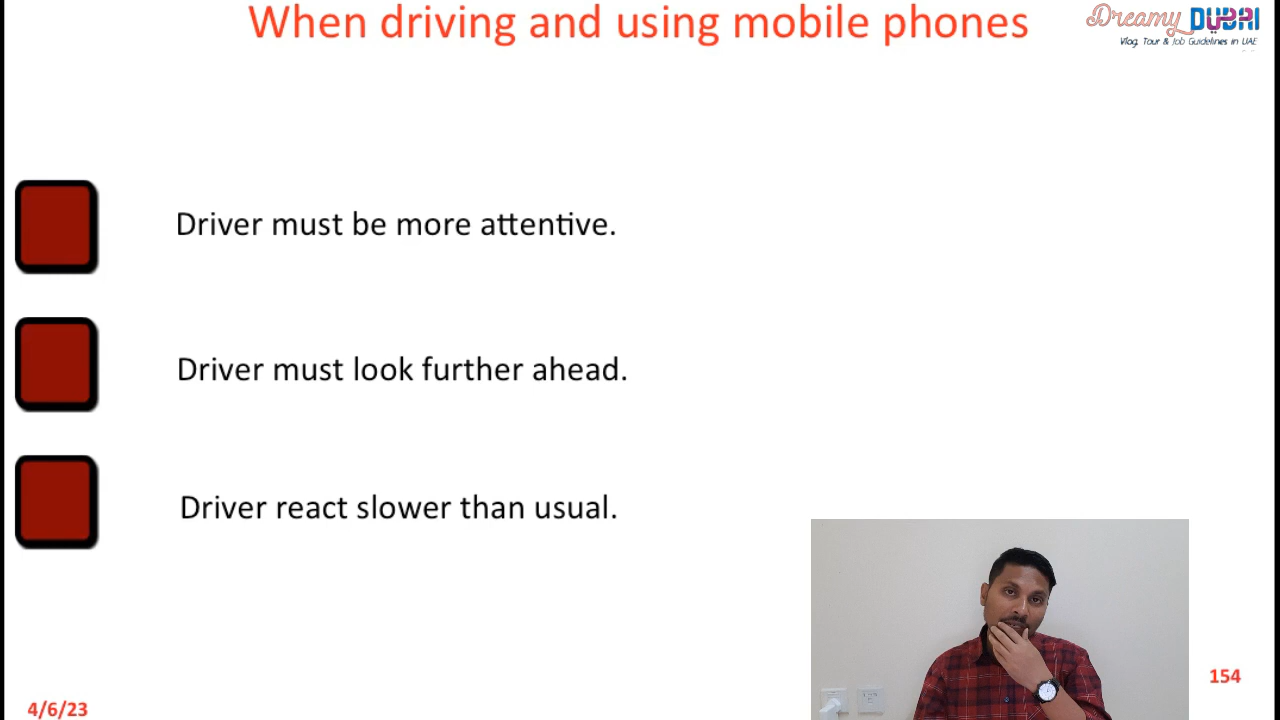 When driving and using mobile phones
Dreamy DUBAI
Vlog, Tour & Job Guidelines in UAE
Driver must be more attentive.
Driver must look further ahead.
Driver react slower than usual.
154
4/6/23